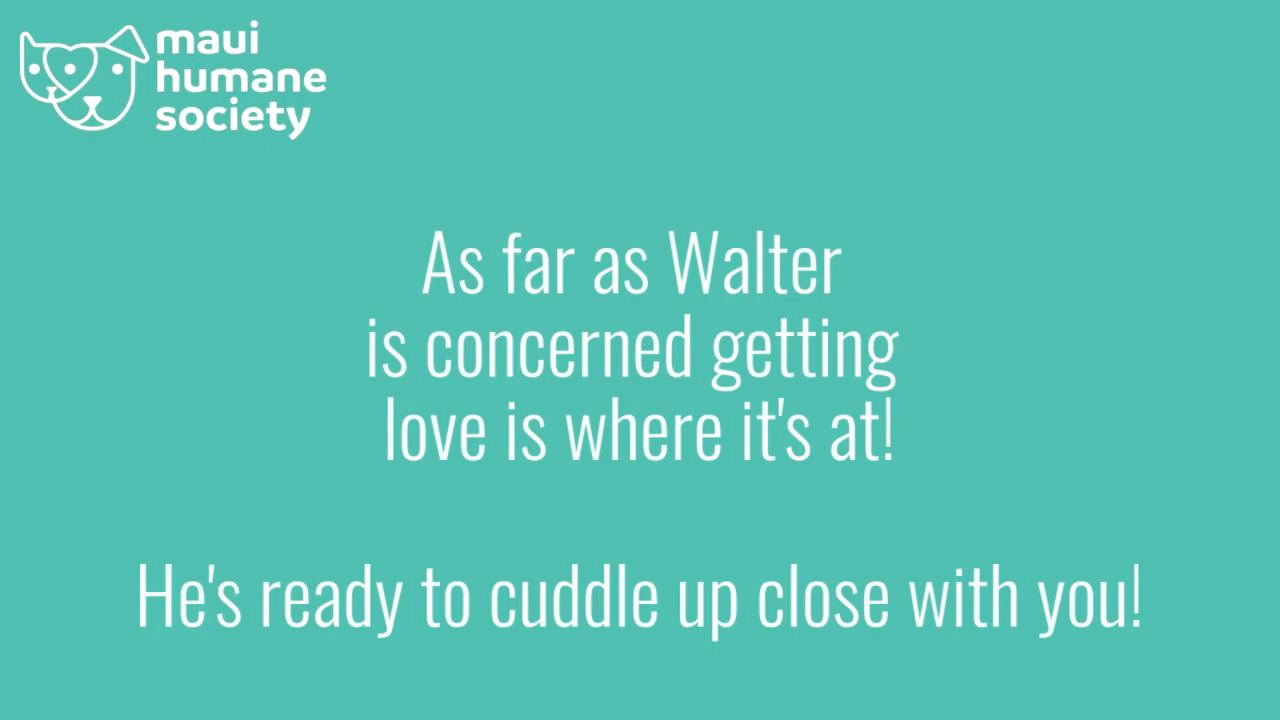 maui
humane
society
As far as Walter
is concerned getting
love is where it's at!
He's ready to cuddle up close with you!